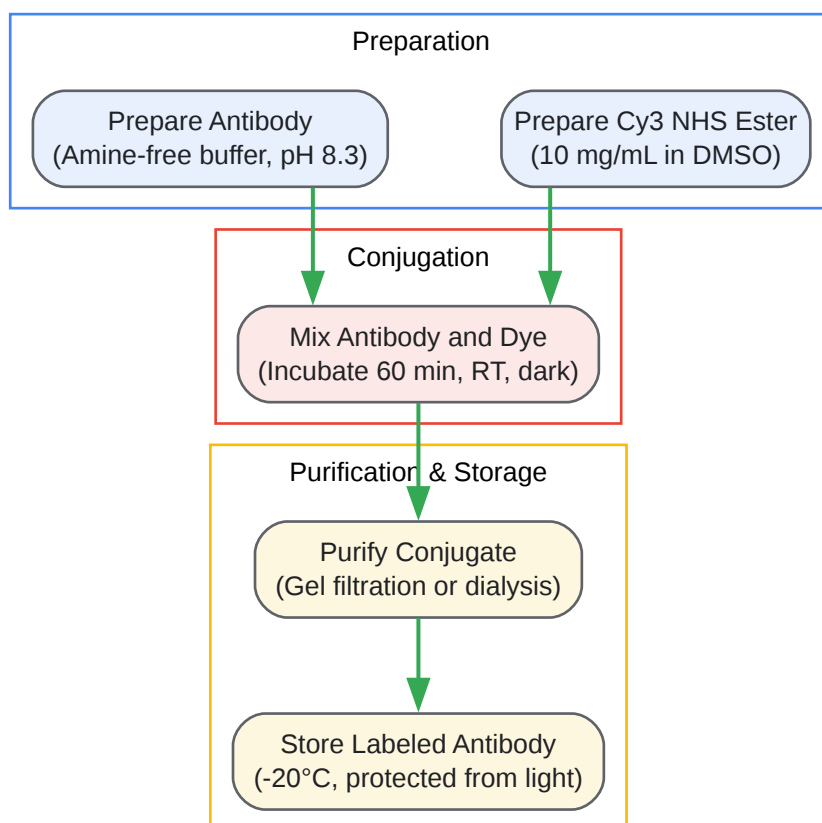 Preparation
Prepare Antibody
(Amine-free buffer, pH 8.3)
Prepare Cy3 NHS Ester
(10 mg/mL in DMSO)
Conjugation
Mix Antibody and Dye
(Incubate 60 min, RT, dark)
Purification & Storage
Purify Conjugate
(Gel filtration or dialysis)
Store Labeled Antibody
(-20°C, protected from light)